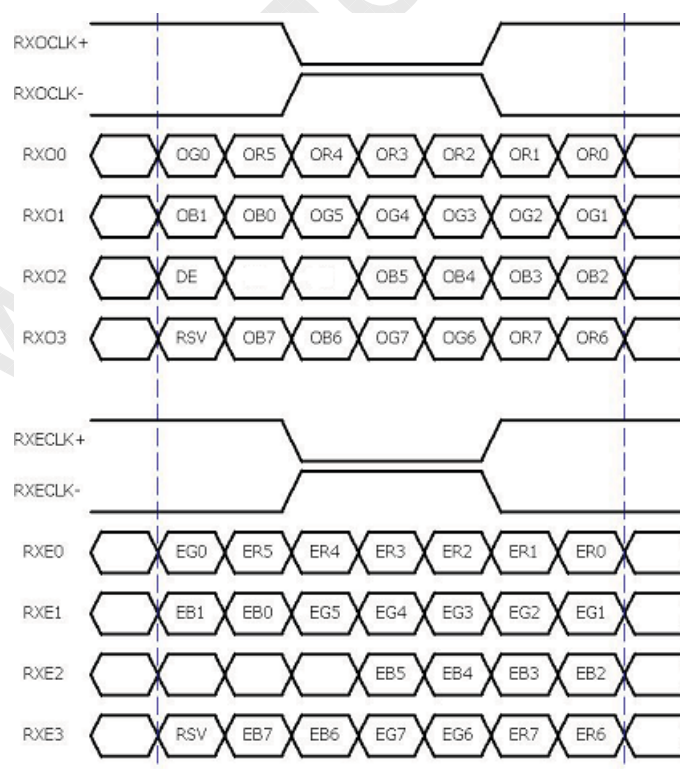 RXOCLK+
RXOCLK-
RXO0 OG0 OR5 OR4 OR3 OR2 OR1 OR0
RXO1 OB1 OB0 OG5 OG4 OG3 OG2 OG1
RXO2 DE OB5 OB4 OB3 OB2
RXO3 RSV OB7 OB6 OG7 OG6 OR7 OR6
RXECLK+
RXECLK-
RXE0 EG0 ER5 ER4 ER3 ER2 ER1 ER0
RXE1 EB1 EB0 EG5 EG4 EG3 EG2 EG1
RXE2 EB5 EB4 EB3 EB2
RXE3 RSV EB7 EB6 EG7 EG6 ER7 ER6